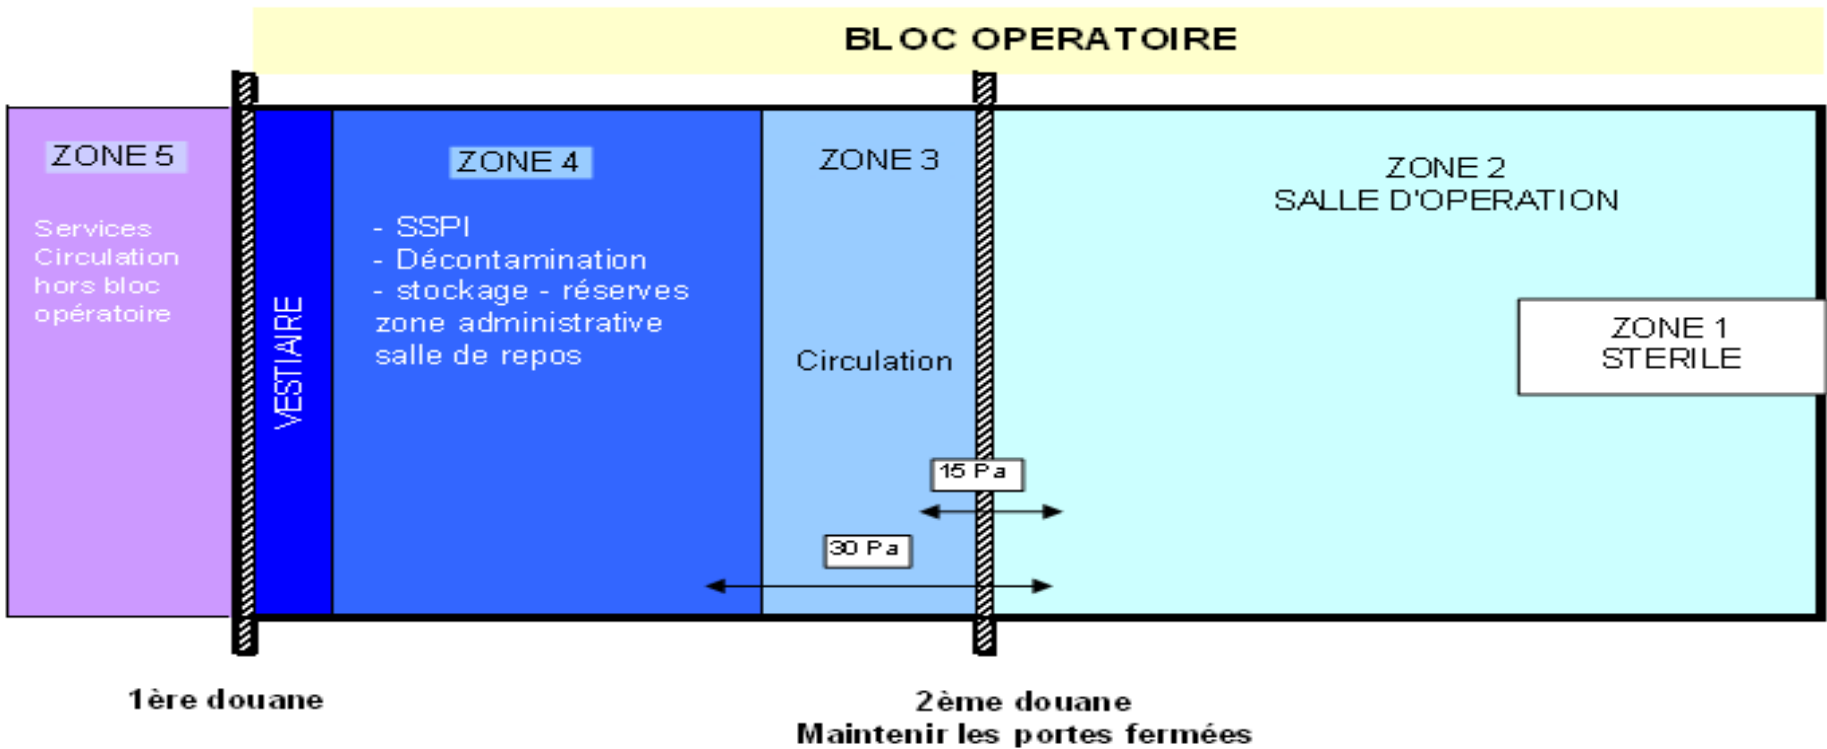 BLOC OPERATOIRE
ZONE 5
Services
Circulation
hors bloc
opératoire
VESTIAIRE
ZONE 4
- SSPI
- Décontamination
- stockage - réserves
zone administrative
salle de repos
ZONE 3
Circulation
ZONE 2
SALLE D'OPERATION
ZONE 1
STERILE
15 Pa
30 Pa
1ère douane
2ème douane
Maintenir les portes fermées